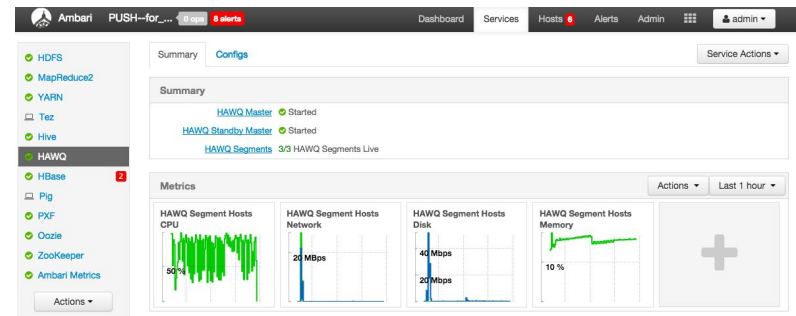 Ambari PUSH--for_... 0 ops 8 alerts Dashboard Services Hosts 6 Alerts Admin admin
HDFS
MapReduce2
YARN
Tez
Hive
HAWQ
HBase 2
Pig
PXF
Oozie
ZooKeeper
Ambari Metrics
Actions
Summary Configs Service Actions
Summary
HAWQ Master Started
HAWQ Standby Master Started
HAWQ Segments 3/3 HAWQ Segments Live
Metrics Actions Last 1 hour
HAWQ Segment Hosts
CPU
50 %
HAWQ Segment Hosts
Network
20 MBps
HAWQ Segment Hosts
Disk
40 Mbps
20 Mbps
HAWQ Segment Hosts
Memory
10 %